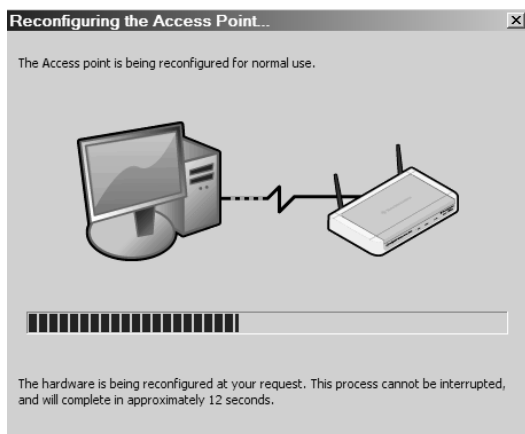 Reconfiguring the Access Point...
The Access point is being reconfigured for normal use.
The hardware is being reconfigured at your request. This process cannot be interrupted,
and will complete in approximately 12 seconds.